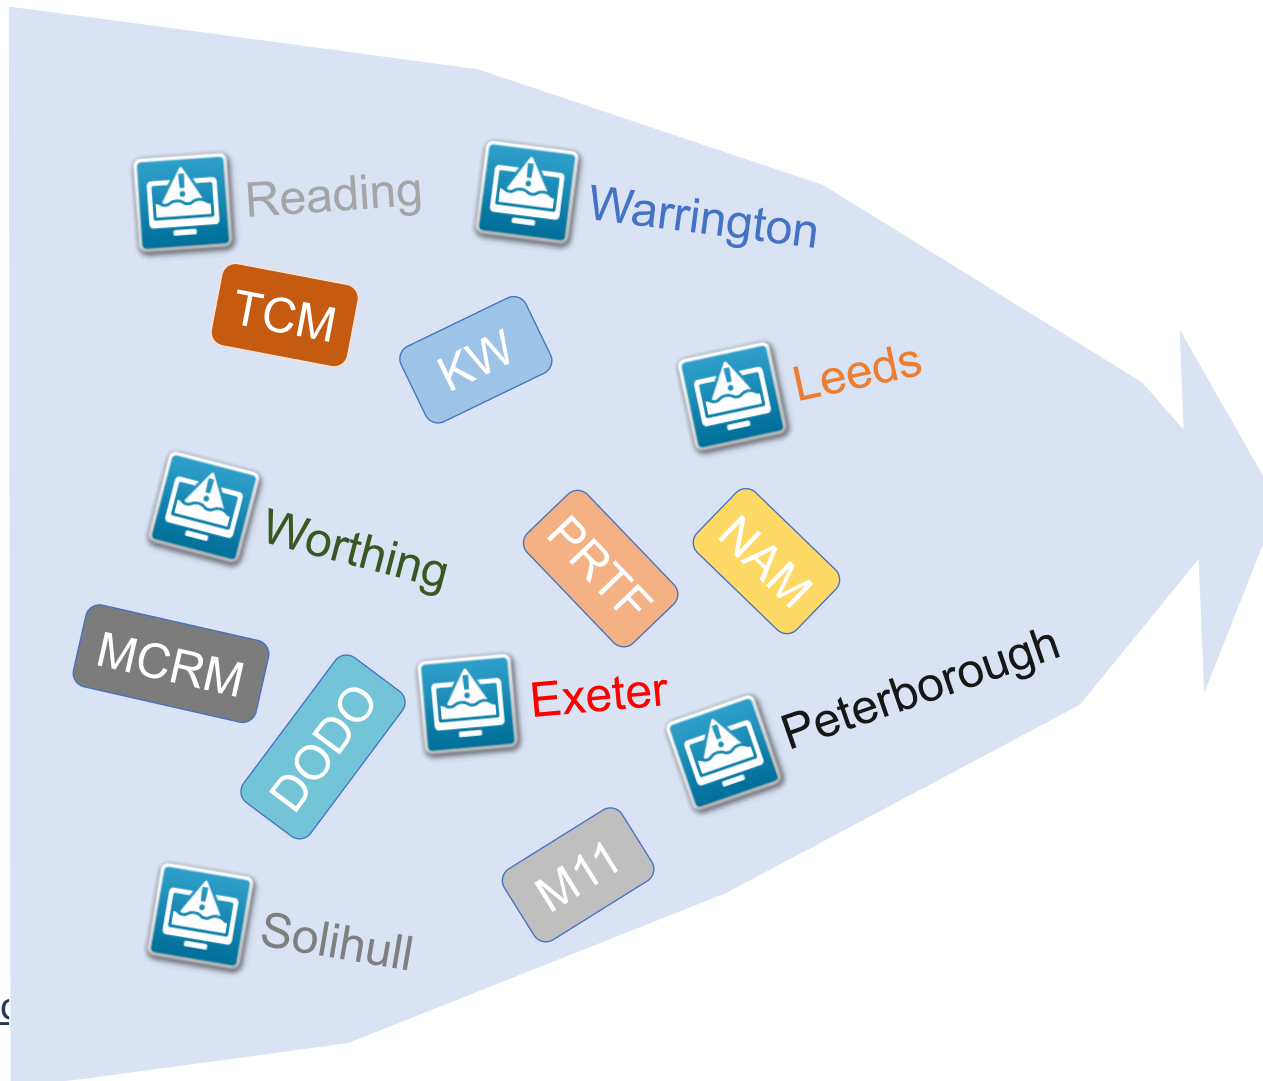 Reading
Warrington
TCM
KW
Leeds
Worthing
PRTF
NAM
MCRM
DODO
Exeter
Peterborough
M11
Solihull